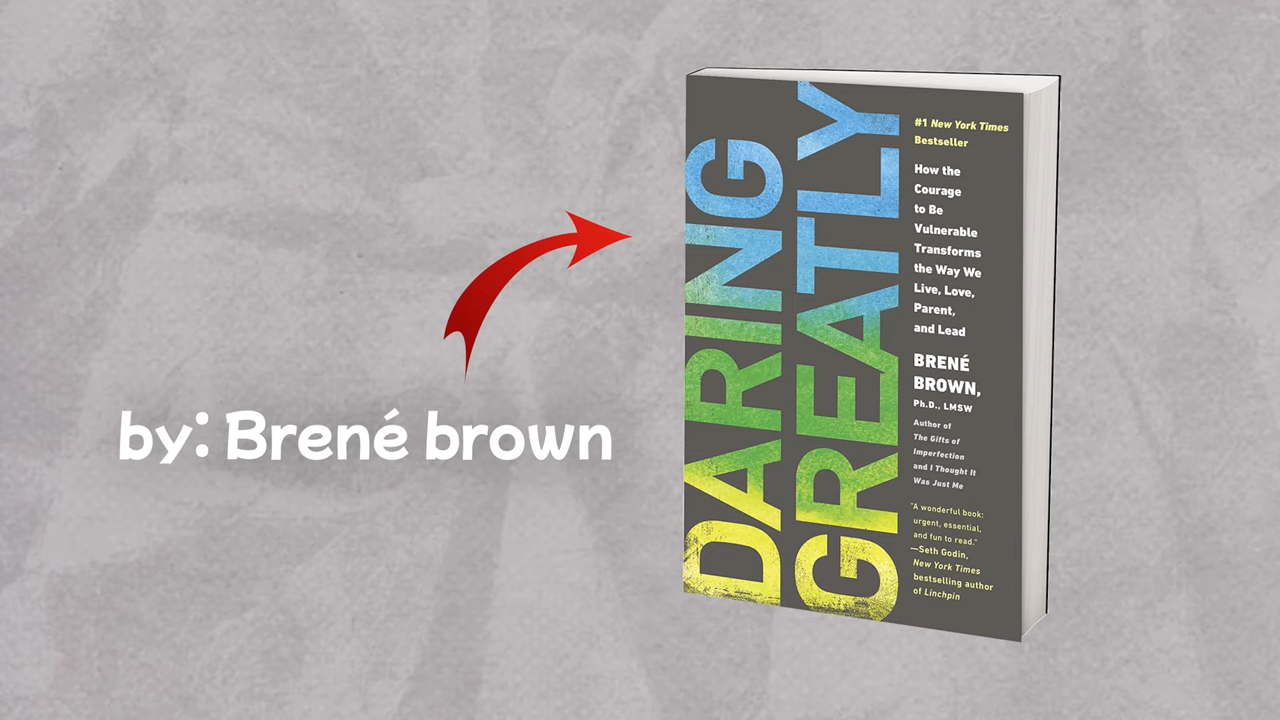 by: Brené brown
DARING
GREATLY
#1 New York Times
Bestseller
How the
Courage
to Be
Vulnerable
Transforms
the Way We
Live, Love,
Parent,
and Lead
BRENÉ
BROWN,
Ph.D., LMSW
Author of
The Gifts of
Imperfection
and I Thought It
Was Just Me
"A wonderful book:
urgent, essential,
and fun to read."
—Seth Godin,
New York Times
bestselling author
of Linchpin